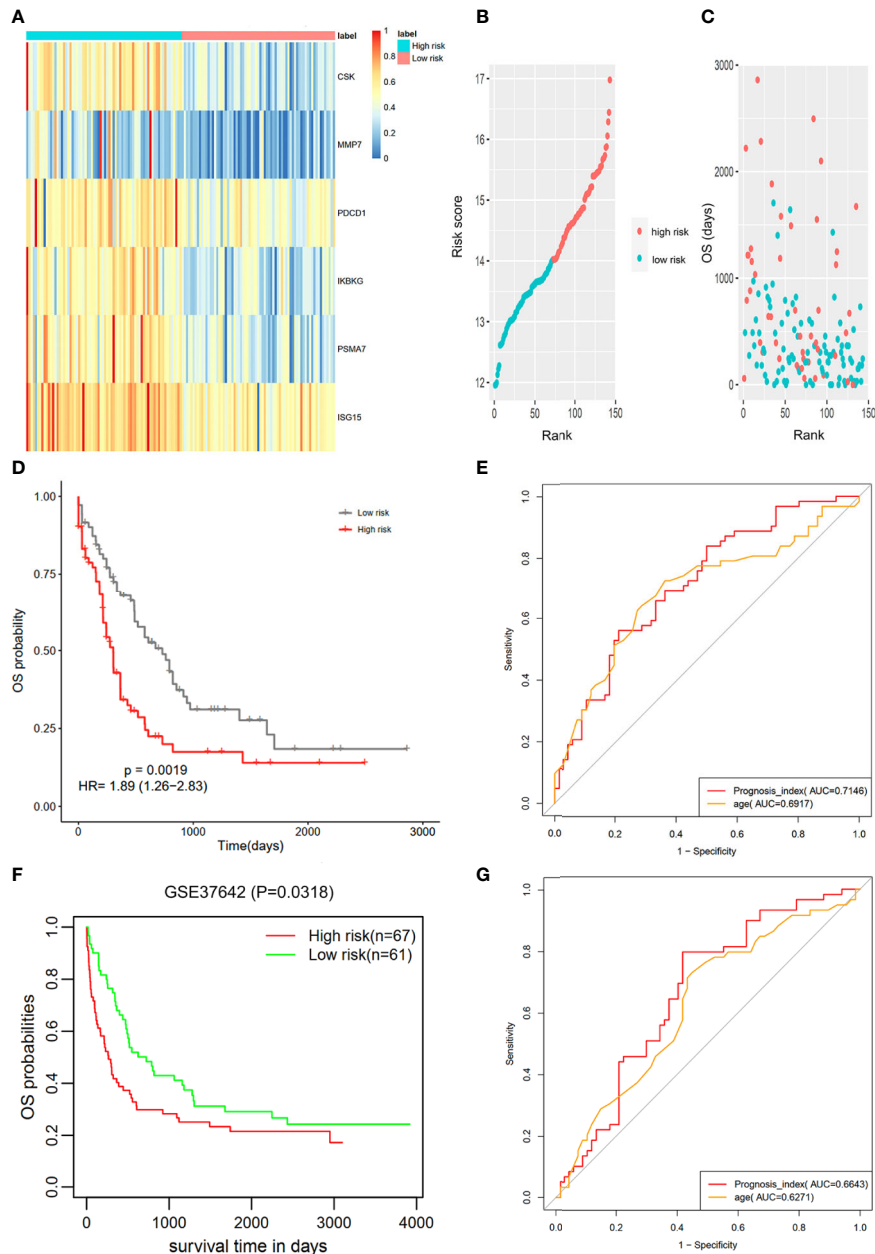 A
label
label
High risk
Low risk
1
0.8
0.6
0.4
0.2
0
CSK
MMP7
PDCD1
IKBKG
PSMA7
ISG15
B
17
16
15
14
13
12
Risk score
0
50
100
150
Rank
high risk
low risk
C
3000
2000
1000
0
OS (days)
0
50
100
150
Rank
D
1.00
0.75
0.50
0.25
0.00
OS probability
Low risk
High risk
p = 0.0019
HR= 1.89 (1.26−2.83)
0
1000
2000
3000
Time(days)
E
1.0
0.8
0.6
0.4
0.2
0.0
Sensitivity
Prognosis_index( AUC=0.7146)
age( AUC=0.6917)
0.0
0.2
0.4
0.6
0.8
1.0
1 − Specificity
F
GSE37642 (P=0.0318)
1.0
0.8
0.6
0.4
0.2
0.0
OS probabilities
High risk(n=67)
Low risk(n=61)
0
1000
2000
3000
4000
survival time in days
G
1.0
0.8
0.6
0.4
0.2
0.0
Sensitivity
Prognosis_index( AUC=0.6643)
age( AUC=0.6271)
0.0
0.2
0.4
0.6
0.8
1.0
1 − Specificity